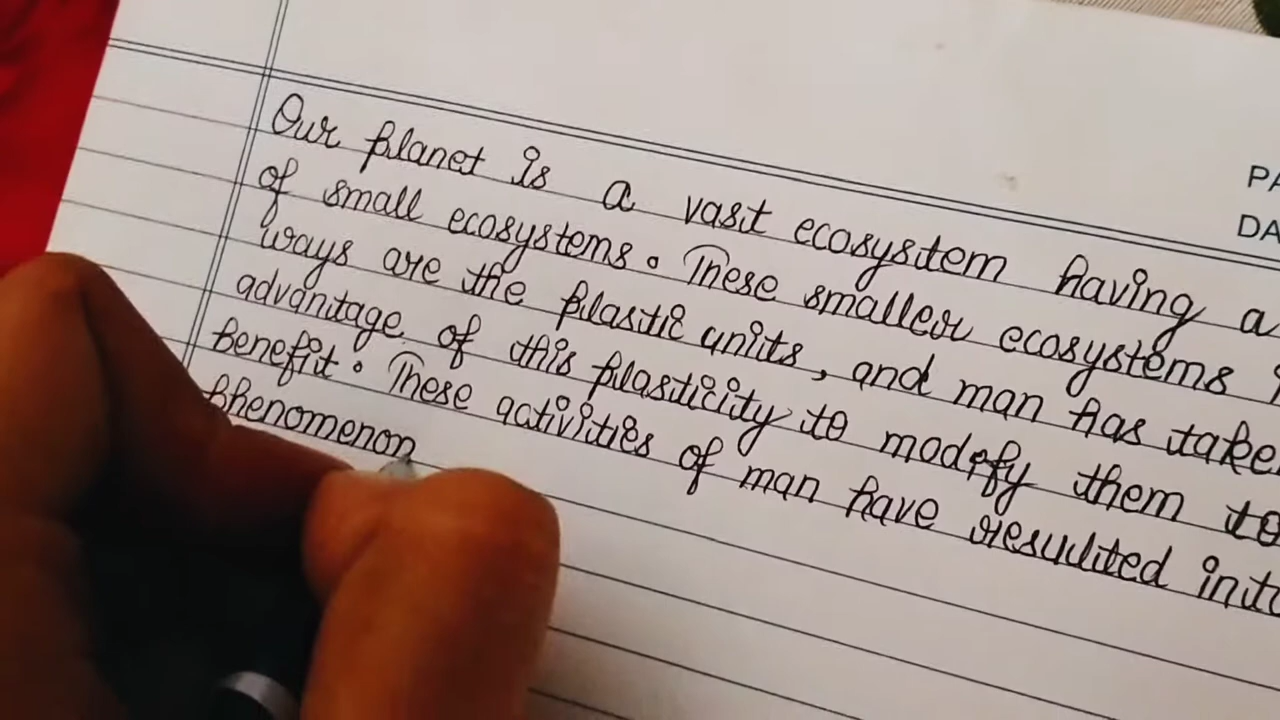 PA
DA
Our planet is a vast ecosystem having a
of small ecosystems. These smaller ecosystems
ways are the plastic units, and man has take
advantage of this plasticity to modify them to
benefit. These activities of man have resulted int
phenomenon